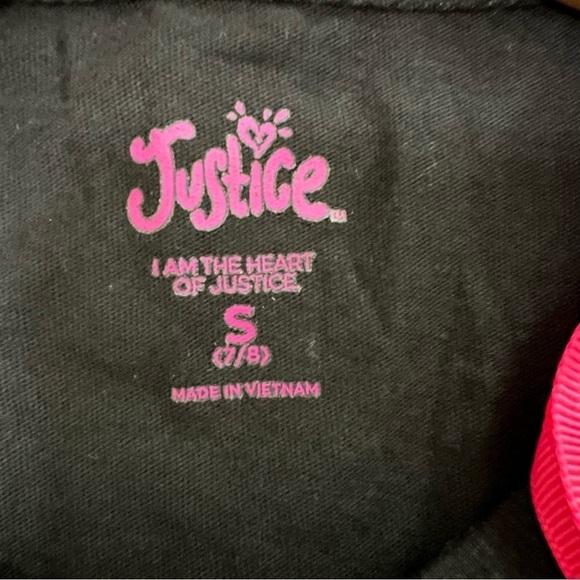 Justice
I AM THE HEART
OF JUSTICE.
S
(7/8)
MADE IN VIETNAM